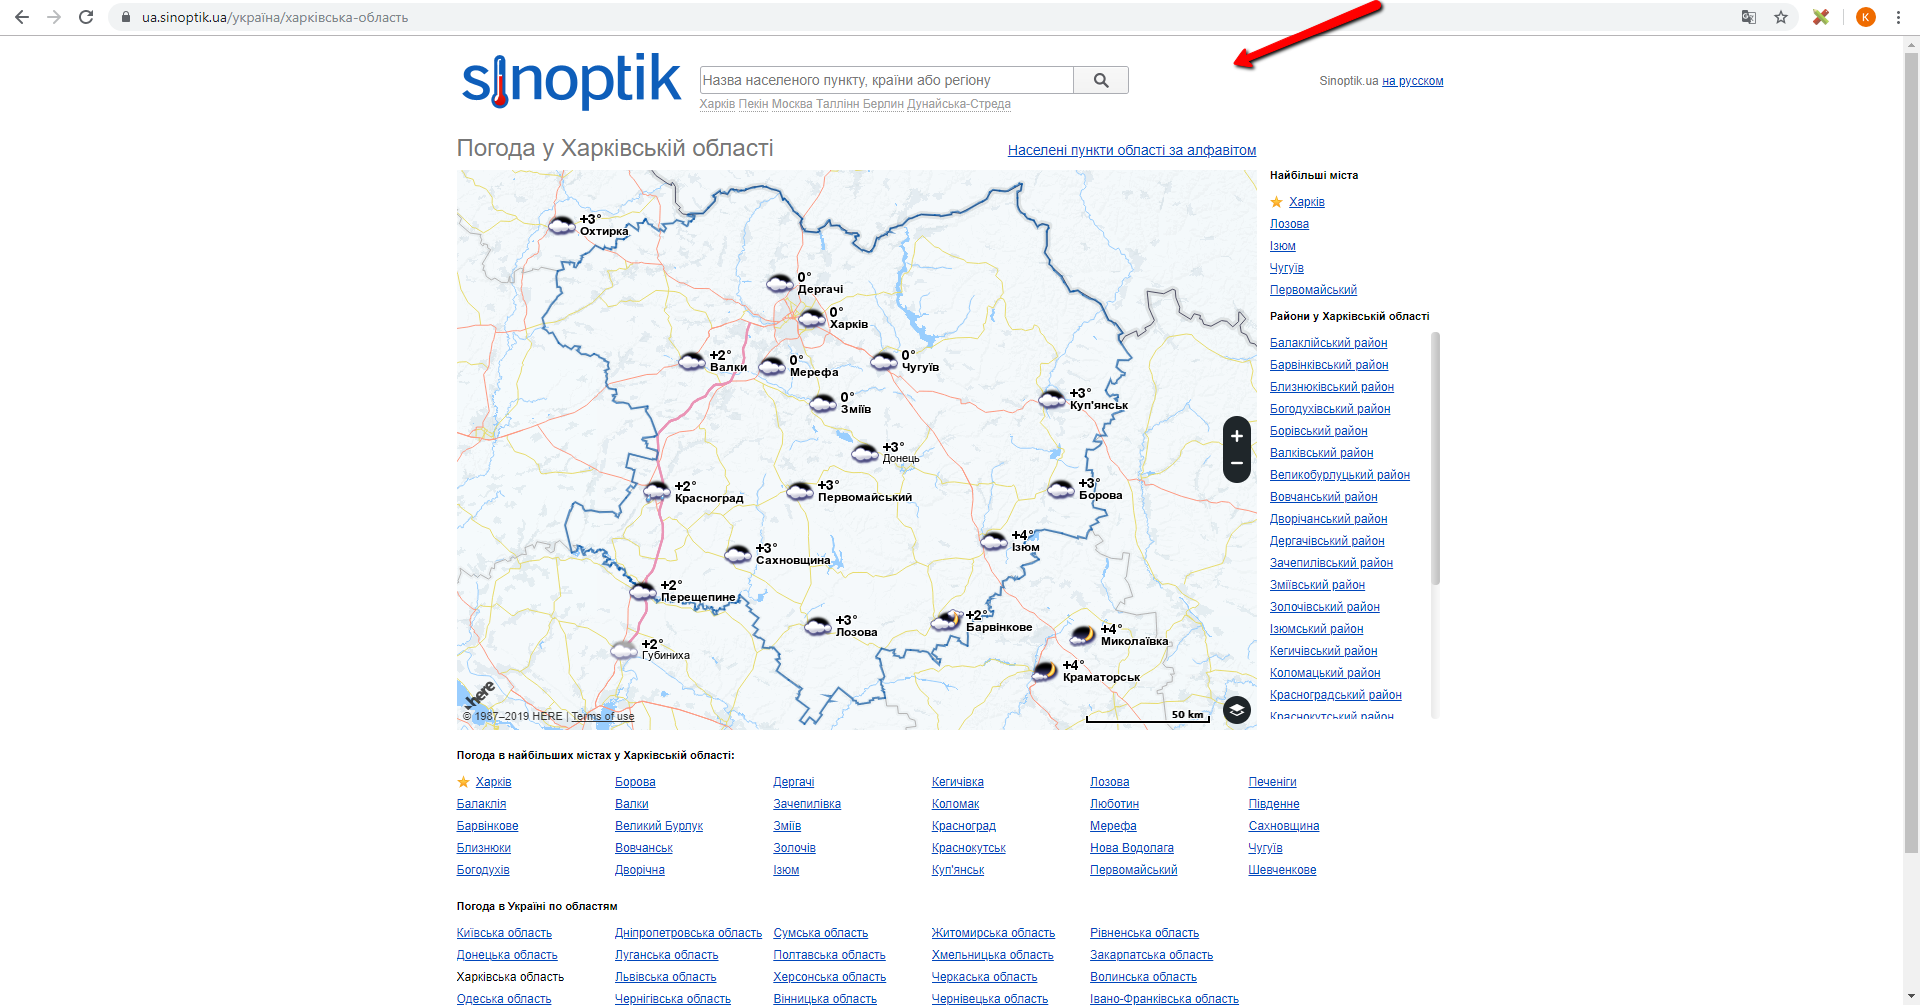 ua.sinoptik.ua/україна/харківська-область
K
sinoptik
Назва населеного пункту, країни або регіону
Sinoptik.ua на русском
Харків Пекін Москва Таллінн Берлин Дунайська-Стреда
Погода у Харківській області
Населені пункти області за алфавітом
+3°
Охтирка
0°
Дергачі
0°
Харків
+2°
Валки
0°
Мерефа
0°
Чугуїв
0°
Зміїв
+3°
Куп'янськ
+3°
Донець
+2°
Красноград
+3°
Первомайський
+3°
Борова
+4°
Ізюм
+3°
Сахновщина
+2°
Перещепине
+3°
Лозова
+2°
Барвінкове
+4°
Миколаївка
+2°
Губиниха
+4°
Краматорськ
here
© 1987–2019 HERE | Terms of use
50 km
Найбільші міста
Харків
Лозова
Ізюм
Чугуїв
Первомайський
Райони у Харківській області
Балаклійський район
Барвінківський район
Близнюківський район
Богодухівський район
Борівський район
Валківський район
Великобурлуцький район
Вовчанський район
Дворічанський район
Дергачівський район
Зачепилівський район
Зміївський район
Золочівський район
Ізюмський район
Кегичівський район
Коломацький район
Красноградський район
Краснокутський район
Погода в найбільших містах у Харківській області:
Харків Борова Дергачі Кегичівка Лозова Печеніги
Балаклія Валки Зачепилівка Коломак Люботин Південне
Барвінкове Великий Бурлук Зміїв Красноград Мерефа Сахновщина
Близнюки Вовчанськ Золочів Краснокутськ Нова Водолага Чугуїв
Богодухів Дворічна Ізюм Куп'янськ Первомайський Шевченкове
Погода в Україні по областям
Київська область Дніпропетровська область Сумська область Житомирська область Рівненська область
Донецька область Луганська область Полтавська область Хмельницька область Закарпатська область
Харківська область Львівська область Херсонська область Черкаська область Волинська область
Одеська область Чернігівська область Вінницька область Чернівецька область Івано-Франківська область